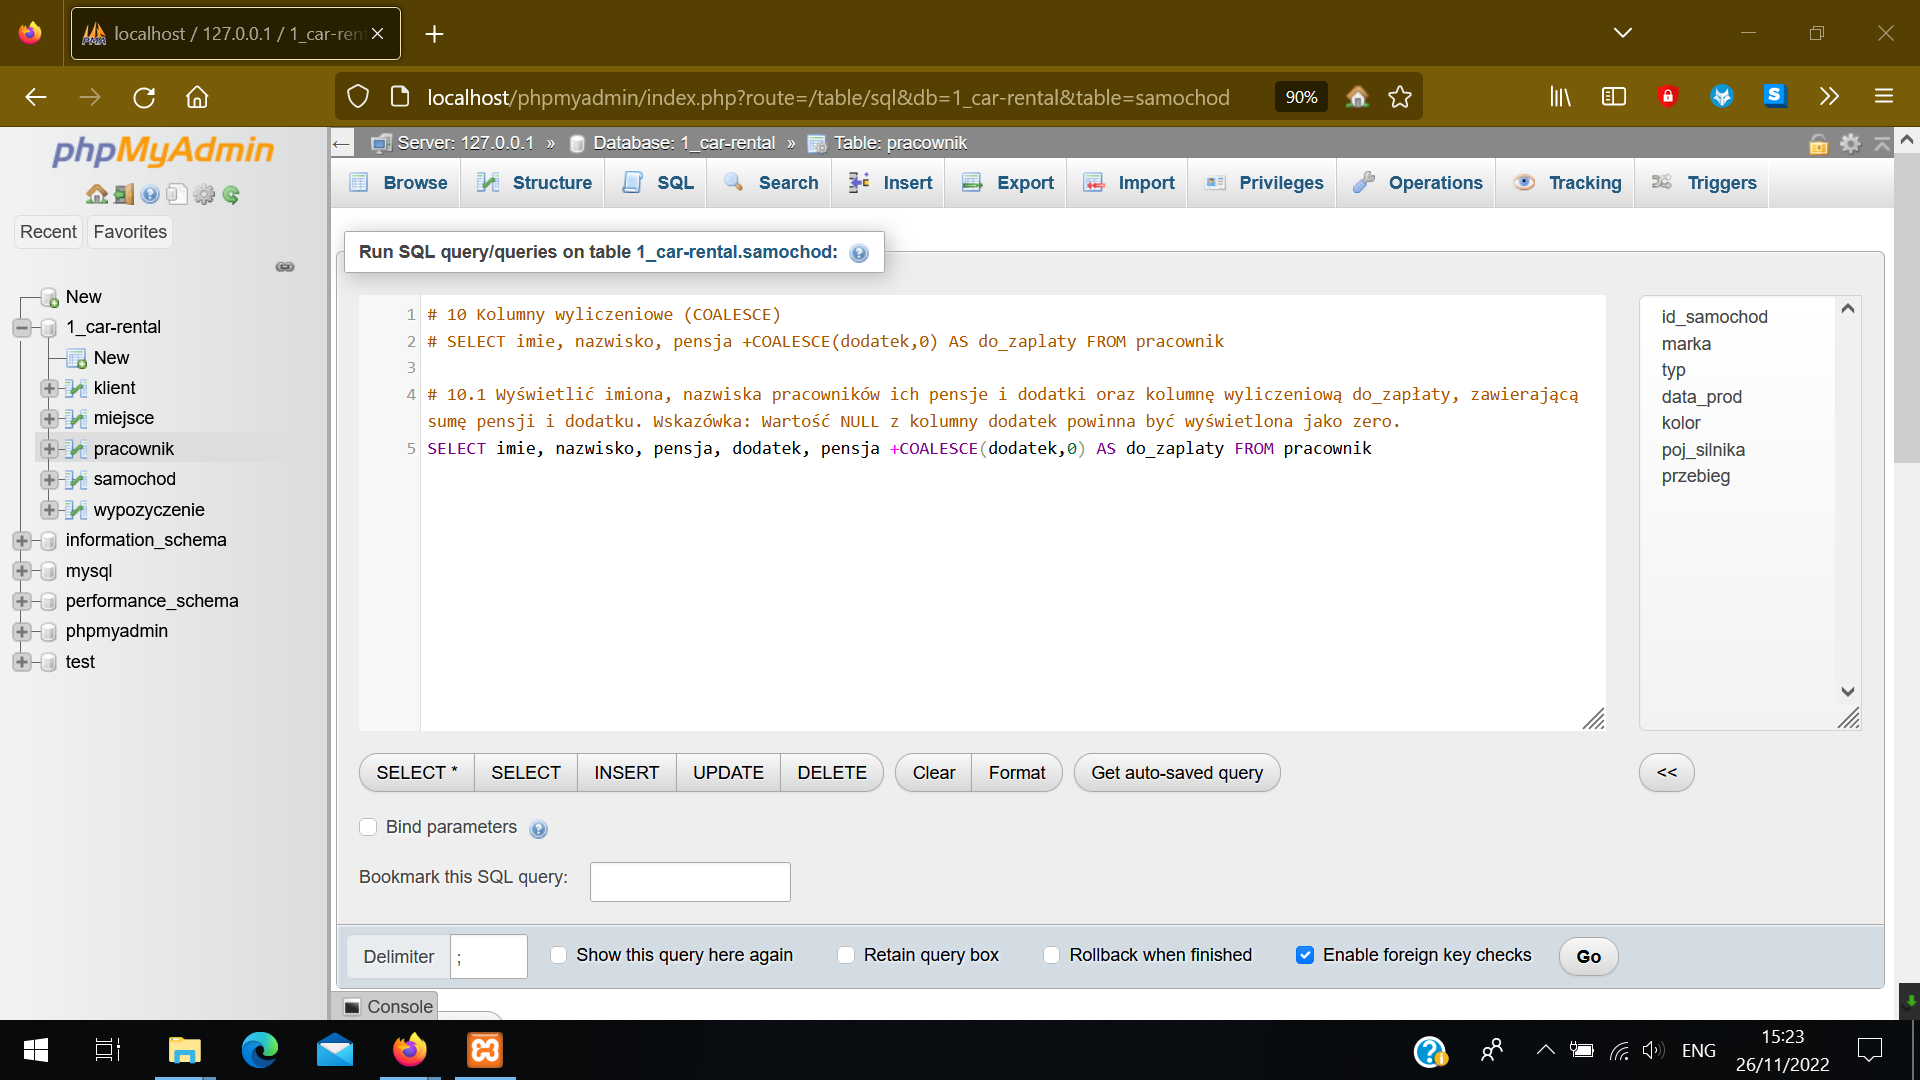 localhost / 127.0.0.1 / 1_car-ren
localhost/phpmyadmin/index.php?route=/table/sql&db=1_car-rental&table=samochod
90%
S
phpMyAdmin
Recent
Favorites
New
1_car-rental
New
klient
miejsce
pracownik
samochod
wypozyczenie
information_schema
mysql
performance_schema
phpmyadmin
test
Server: 127.0.0.1 » Database: 1_car-rental » Table: pracownik
Browse
Structure
SQL
Search
Insert
Export
Import
Privileges
Operations
Tracking
Triggers
Run SQL query/queries on table 1_car-rental.samochod:
1 # 10 Kolumny wyliczeniowe (COALESCE)
2 # SELECT imie, nazwisko, pensja +COALESCE(dodatek,0) AS do_zaplaty FROM pracownik
3
4 # 10.1 Wyświetlić imiona, nazwiska pracowników ich pensje i dodatki oraz kolumnę wyliczeniową do_zapłaty, zawierającą
sumę pensji i dodatku. Wskazówka: Wartość NULL z kolumny dodatek powinna być wyświetlona jako zero.
5 SELECT imie, nazwisko, pensja, dodatek, pensja +COALESCE(dodatek,0) AS do_zaplaty FROM pracownik
id_samochod
marka
typ
data_prod
kolor
poj_silnika
przebieg
SELECT *
SELECT
INSERT
UPDATE
DELETE
Clear
Format
Get auto-saved query
<<
Bind parameters
Bookmark this SQL query:
Delimiter
;
Show this query here again
Retain query box
Rollback when finished
Enable foreign key checks
Go
Console
ENG
15:23
26/11/2022